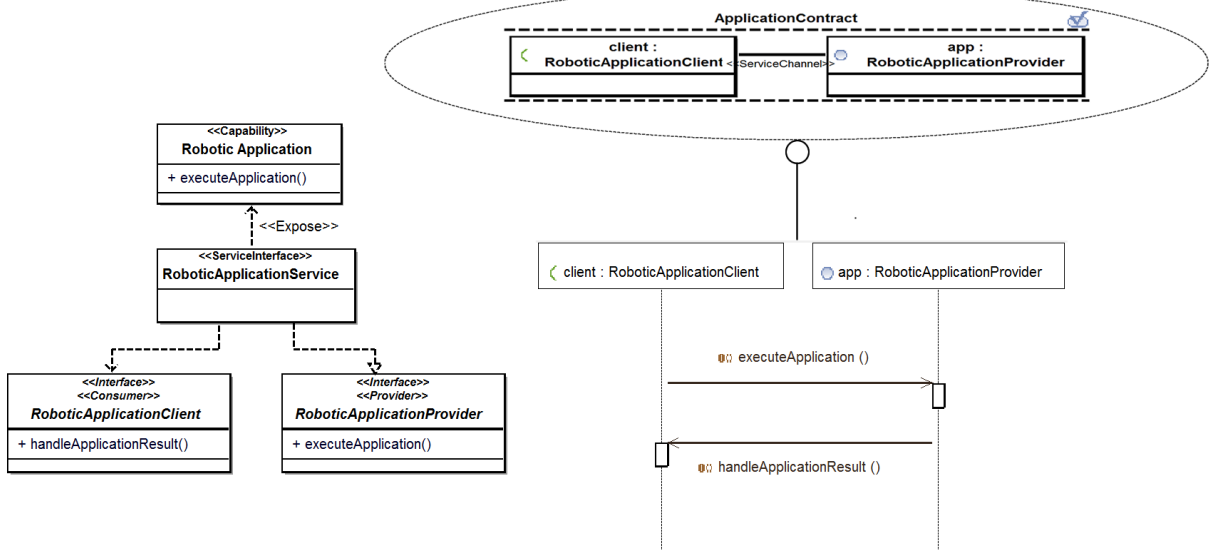 ApplicationContract
client :
RoboticApplicationClient
<<ServiceChannel>>
app :
RoboticApplicationProvider
<<Capability>>
Robotic Application
+ executeApplication()
<<Expose>>
<<ServiceInterface>>
RoboticApplicationService
<<Interface>>
<<Consumer>>
RoboticApplicationClient
+ handleApplicationResult()
<<Interface>>
<<Provider>>
RoboticApplicationProvider
+ executeApplication()
client : RoboticApplicationClient
app : RoboticApplicationProvider
executeApplication ()
handleApplicationResult ()